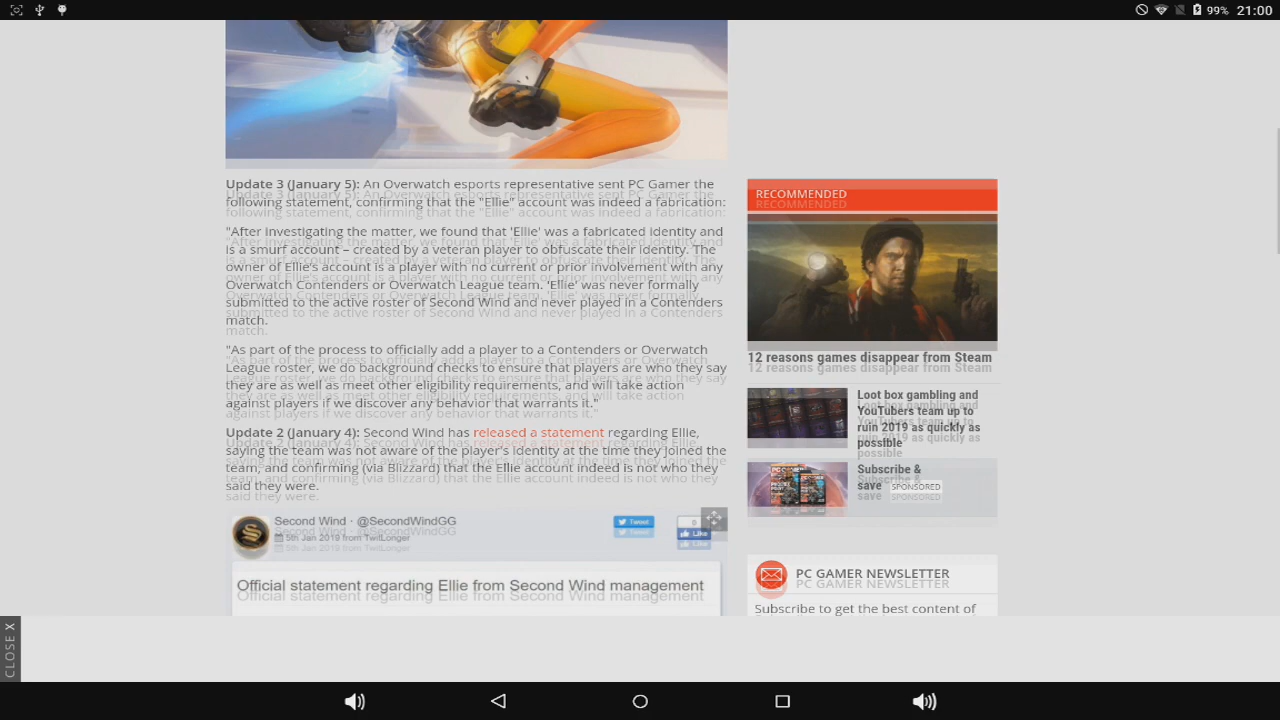 99% 21:00
Update 3 (January 5): An Overwatch esports representative sent PC Gamer the
following statement, confirming that the "Ellie" account was indeed a fabrication:
"After investigating the matter, we found that 'Ellie' was a fabricated identity and
is a smurf account – created by a veteran player to obfuscate their identity. The
owner of Ellie's account is a player with no current or prior involvement with any
Overwatch Contenders or Overwatch League team. 'Ellie' was never formally
submitted to the active roster of Second Wind and never played in a Contenders
match.
"As part of the process to officially add a player to a Contenders or Overwatch
League roster, we do background checks to ensure that players are who they say
they are as well as meet other eligibility requirements, and will take action
against players if we discover any behavior that warrants it."
Update 2 (January 4): Second Wind has released a statement regarding Ellie,
saying the team was not aware of the player's identity at the time they joined the
team, and confirming (via Blizzard) that the Ellie account indeed is not who they
said they were.
Second Wind · @SecondWindGG
5th Jan 2019 from TwitLonger
Tweet
0
Like
Official statement regarding Ellie from Second Wind management
RECOMMENDED
12 reasons games disappear from Steam
Loot box gambling and
YouTubers team up to
ruin 2019 as quickly as
possible
Subscribe &
save SPONSORED
PC GAMER NEWSLETTER
Subscribe to get the best content of
CLOSE X